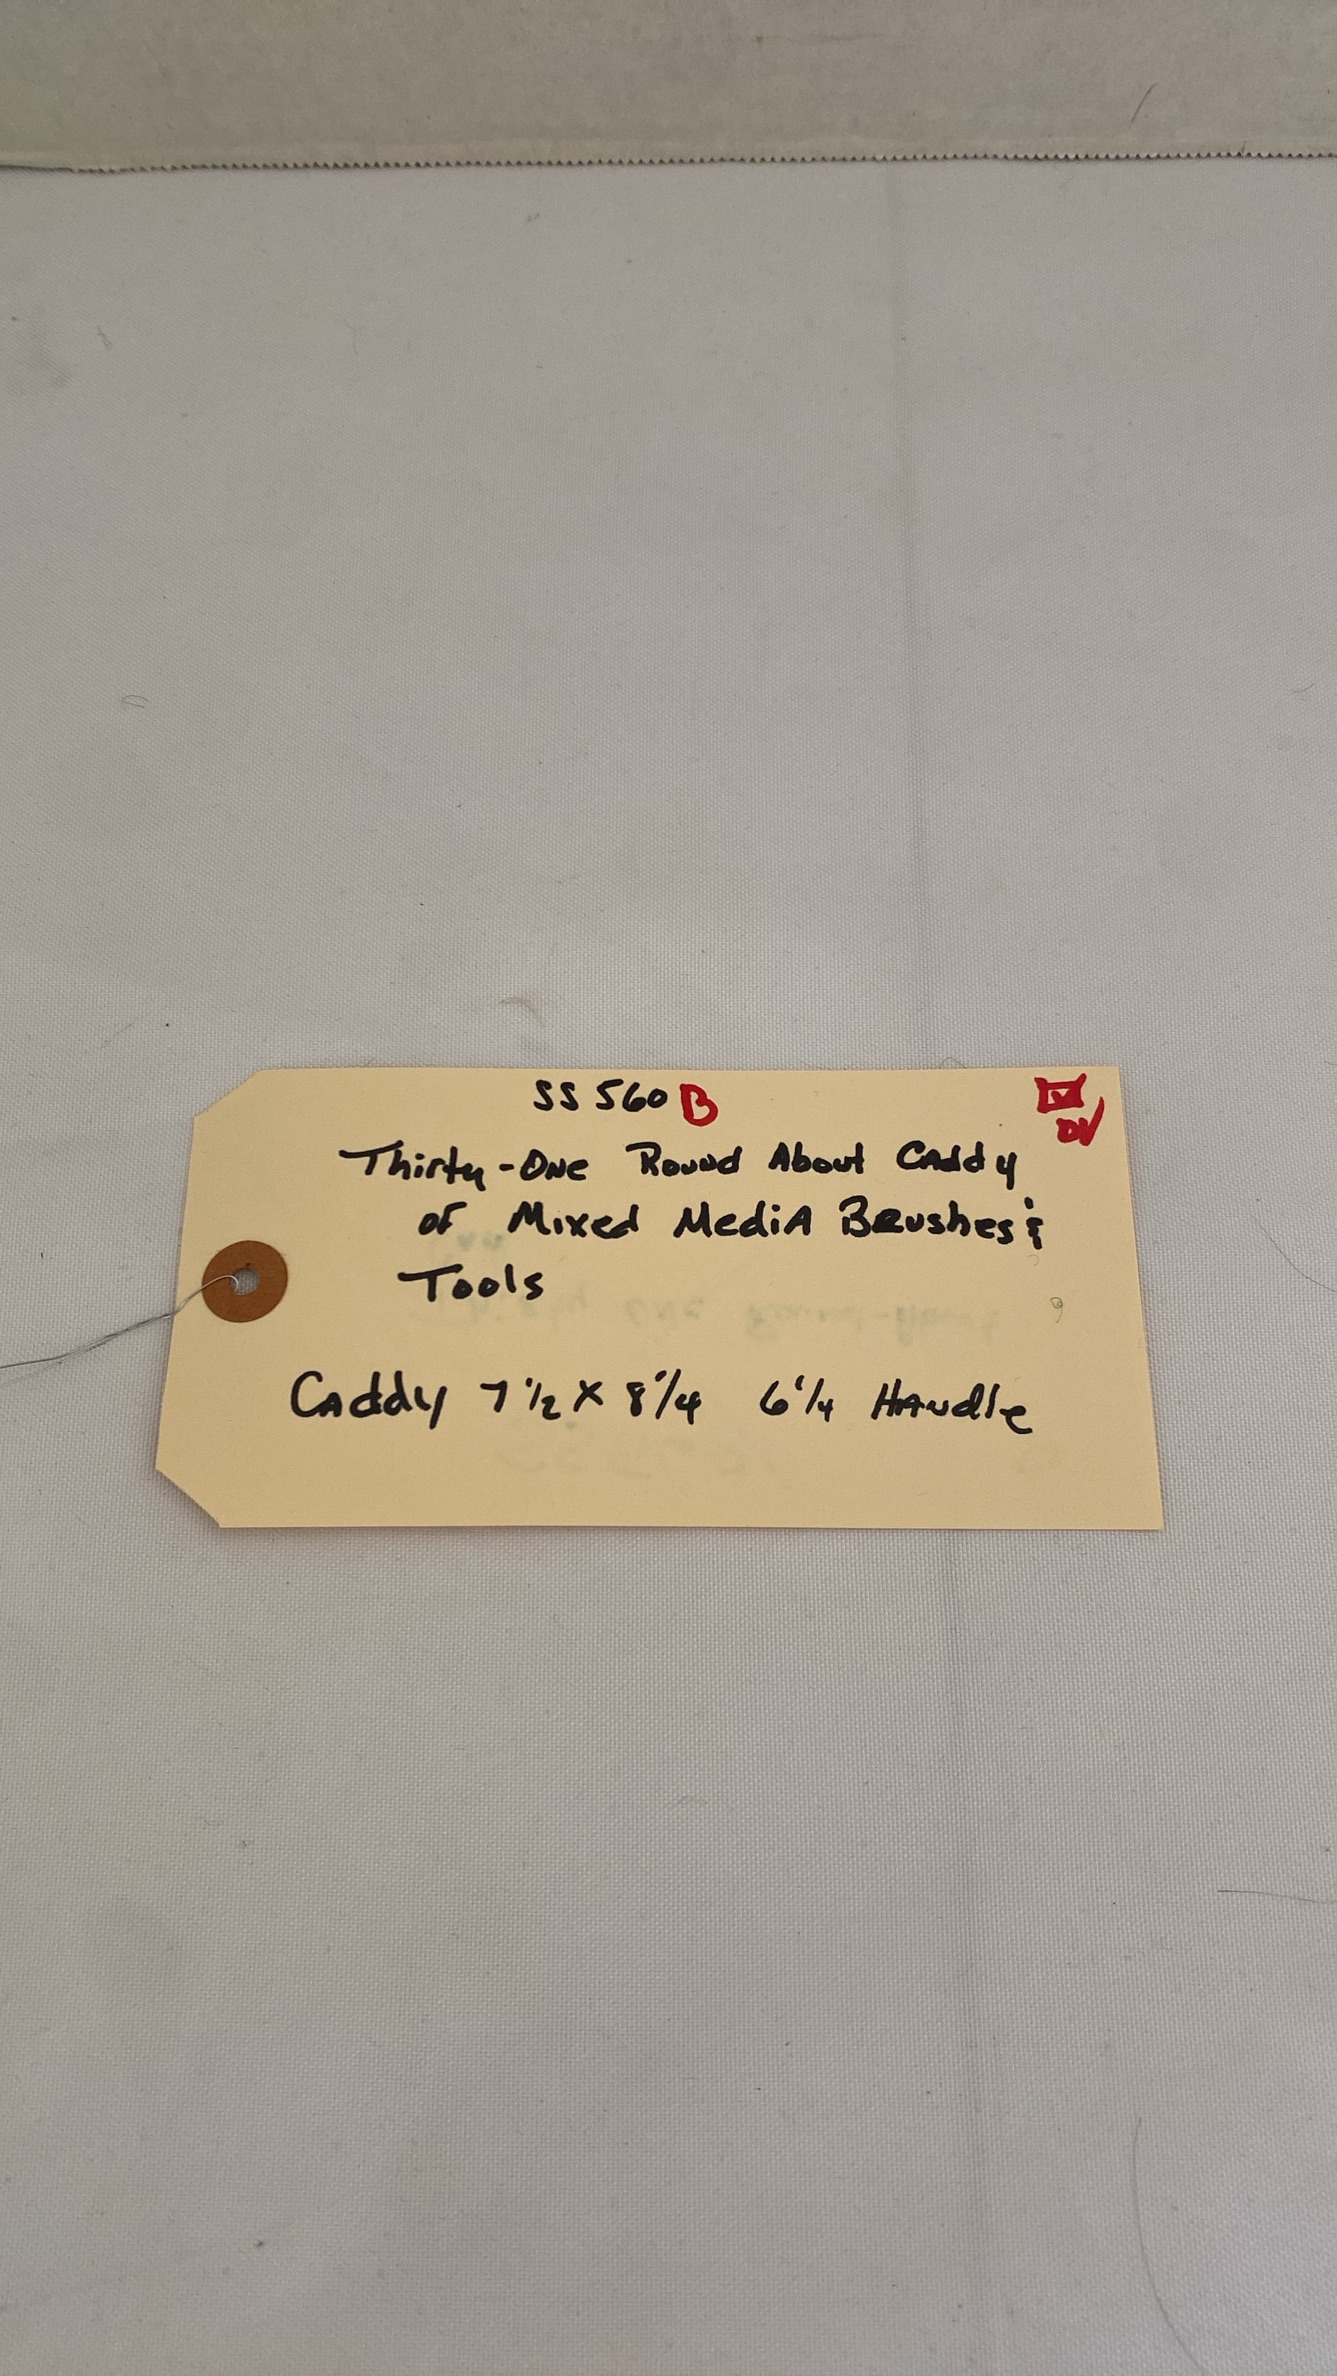 SS 560 B
DV
Thirty-One Round About Caddy
of Mixed Media Brushes &
Tools
Caddy 7 1/2 X 8 1/4 6 1/4 Handle